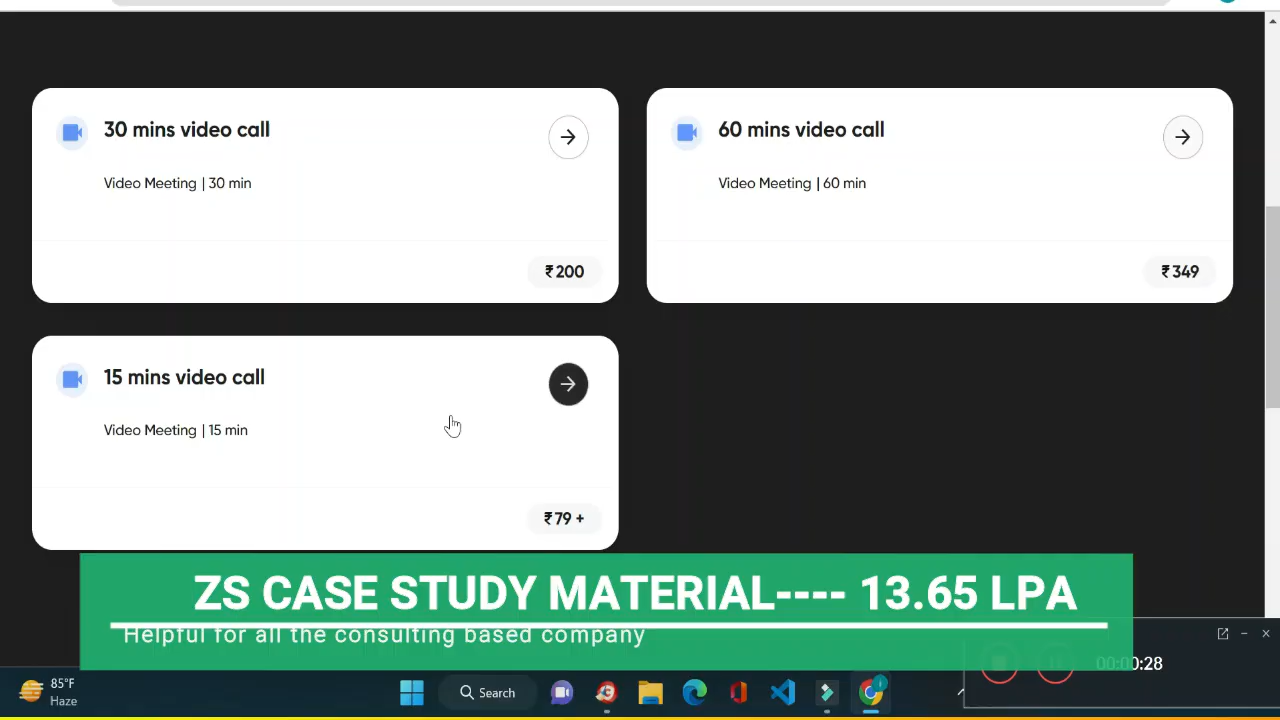 30 mins video call
Video Meeting | 30 min
₹200
60 mins video call
Video Meeting | 60 min
₹349
15 mins video call
Video Meeting | 15 min
₹79 +
ZS CASE STUDY MATERIAL---- 13.65 LPA
Helpful for all the consulting based company
00:00:28
85°F
Haze
Search